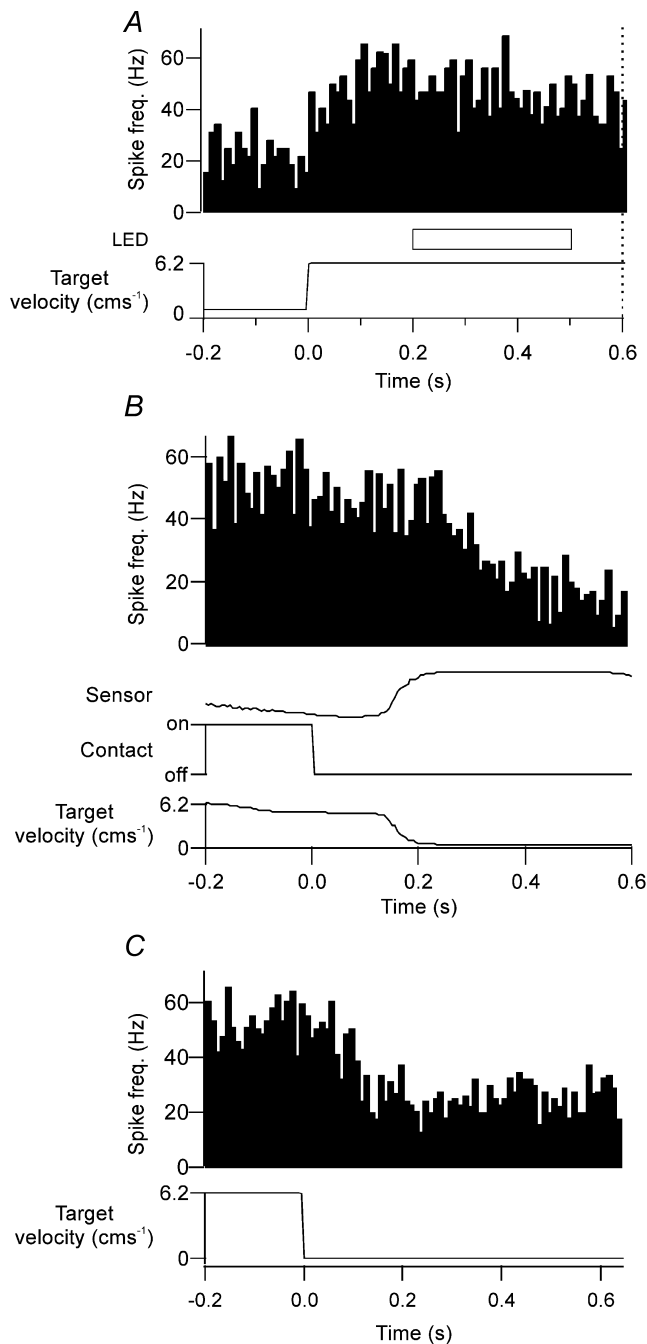 A
Spike freq. (Hz)
60
40
20
0
LED
Target
velocity (cms⁻¹)
6.2
0
-0.2 0.0 0.2 0.4 0.6
Time (s)
B
Spike freq. (Hz)
60
40
20
0
Sensor
on
Contact
off
Target
velocity (cms⁻¹)
6.2
0
-0.2 0.0 0.2 0.4 0.6
Time (s)
C
Spike freq. (Hz)
60
40
20
0
Target
velocity (cms⁻¹)
6.2
0
-0.2 0.0 0.2 0.4 0.6
Time (s)